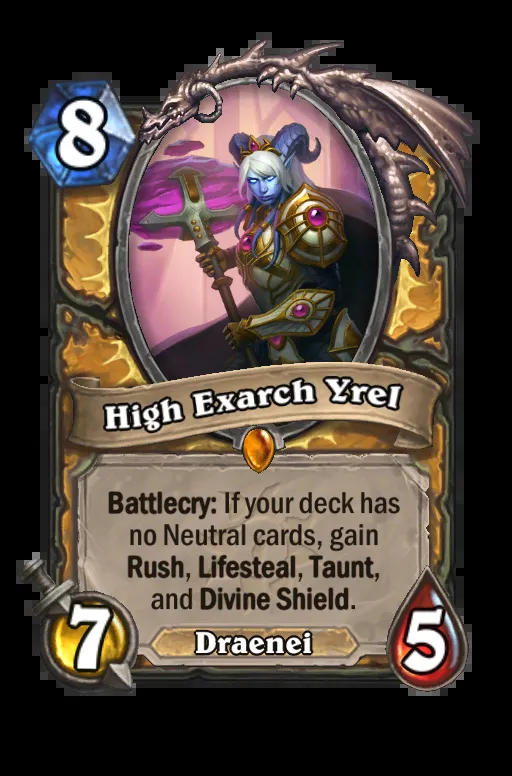 8
High Exarch Yrel
Battlecry: If your deck has
no Neutral cards, gain
Rush, Lifesteal, Taunt,
and Divine Shield.
Draenei
7
5